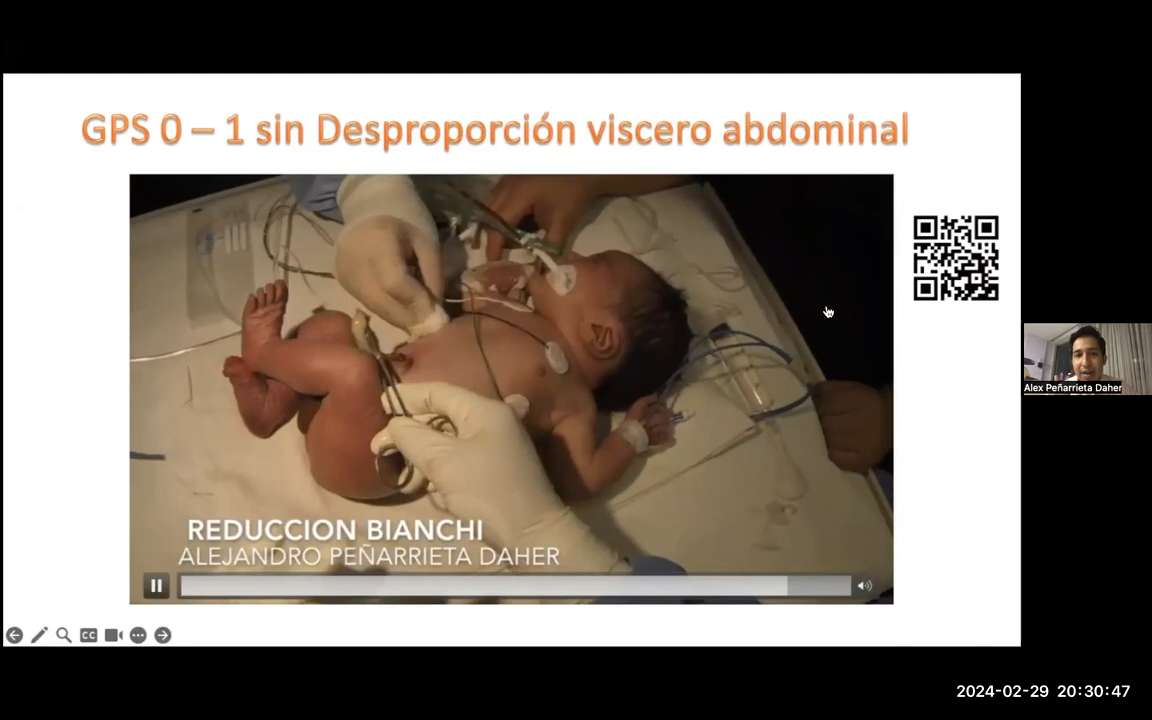 GPS 0 – 1 sin Desproporción viscero abdominal
REDUCCION BIANCHI
ALEJANDRO PEÑARRIETA DAHER
Alex Peñarrieta Daher
CC
2024-02-29 20:30:47